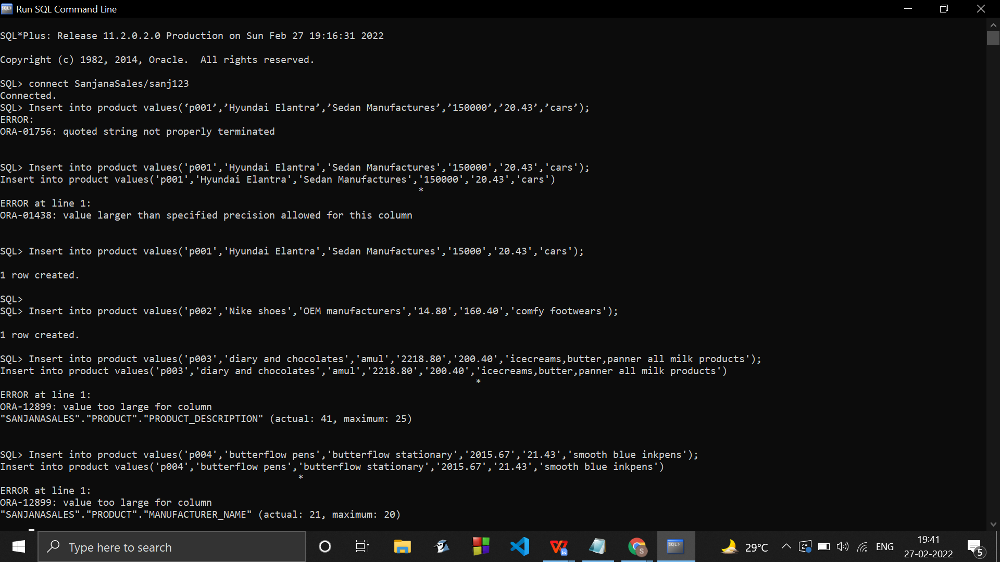 Run SQL Command Line
SQL*Plus: Release 11.2.0.2.0 Production on Sun Feb 27 19:16:31 2022
Copyright (c) 1982, 2014, Oracle.  All rights reserved.
SQL> connect SanjanaSales/sanj123
Connected.
SQL> Insert into product values(‘p001’,’Hyundai Elantra’,’Sedan Manufactures’,’150000’,’20.43’,’cars’);
ERROR:
ORA-01756: quoted string not properly terminated
SQL> Insert into product values('p001','Hyundai Elantra','Sedan Manufactures','150000','20.43','cars');
Insert into product values('p001','Hyundai Elantra','Sedan Manufactures','150000','20.43','cars')
*
ERROR at line 1:
ORA-01438: value larger than specified precision allowed for this column
SQL> Insert into product values('p001','Hyundai Elantra','Sedan Manufactures','15000','20.43','cars');
1 row created.
SQL>
SQL> Insert into product values('p002','Nike shoes','OEM manufacturers','14.80','160.40','comfy footwears');
1 row created.
SQL> Insert into product values('p003','diary and chocolates','amul','2218.80','200.40','icecreams,butter,panner all milk products');
Insert into product values('p003','diary and chocolates','amul','2218.80','200.40','icecreams,butter,panner all milk products')
*
ERROR at line 1:
ORA-12899: value too large for column
"SANJANASALES"."PRODUCT"."PRODUCT_DESCRIPTION" (actual: 41, maximum: 25)
SQL> Insert into product values('p004','butterflow pens','butterflow stationary','2015.67','21.43','smooth blue inkpens');
Insert into product values('p004','butterflow pens','butterflow stationary','2015.67','21.43','smooth blue inkpens')
*
ERROR at line 1:
ORA-12899: value too large for column
"SANJANASALES"."PRODUCT"."MANUFACTURER_NAME" (actual: 21, maximum: 20)
Type here to search
29°C
ENG
19:41
27-02-2022
5